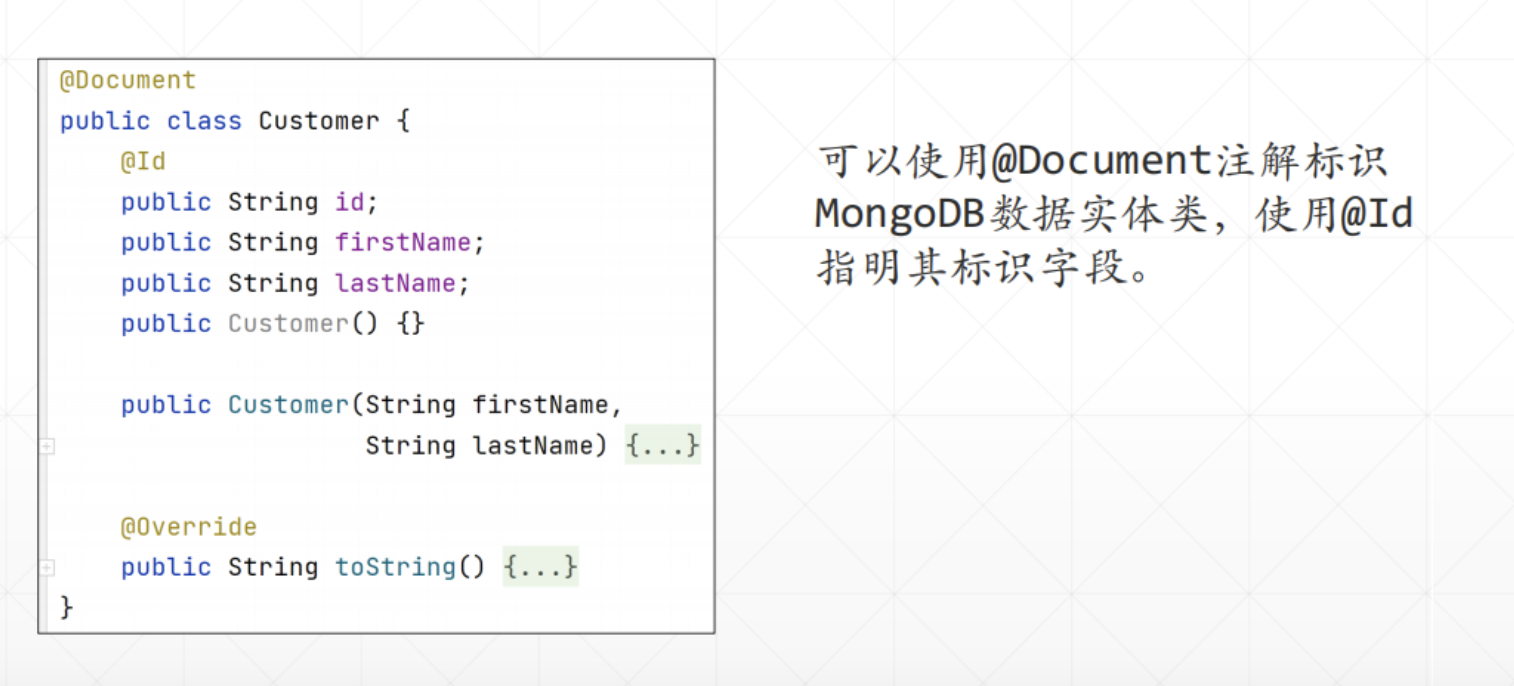 @Document
public class Customer {
@Id
public String id;
public String firstName;
public String lastName;
public Customer() {}
public Customer(String firstName,
String lastName) {...}
@Override
public String toString() {...}
}
可以使用@Document注解标识
MongoDB数据实体类，使用@Id
指明其标识字段。